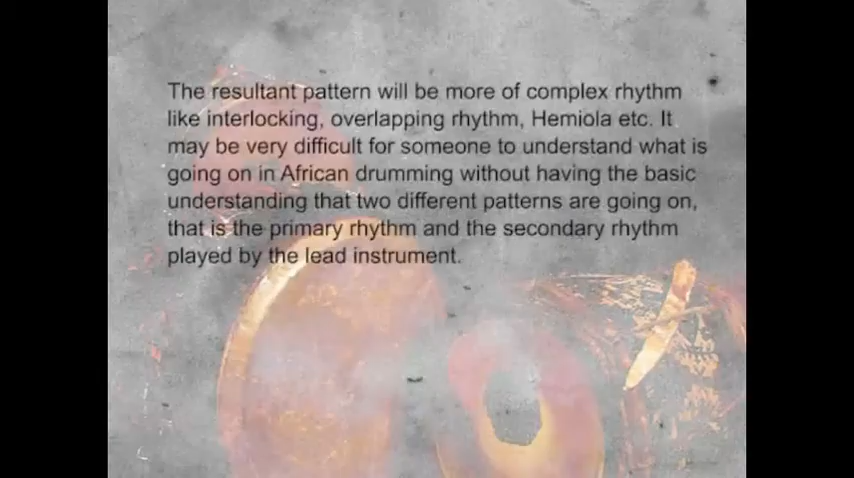 The resultant pattern will be more of complex rhythm
like interlocking, overlapping rhythm, Hemiola etc. It
may be very difficult for someone to understand what is
going on in African drumming without having the basic
understanding that two different patterns are going on,
that is the primary rhythm and the secondary rhythm
played by the lead instrument.